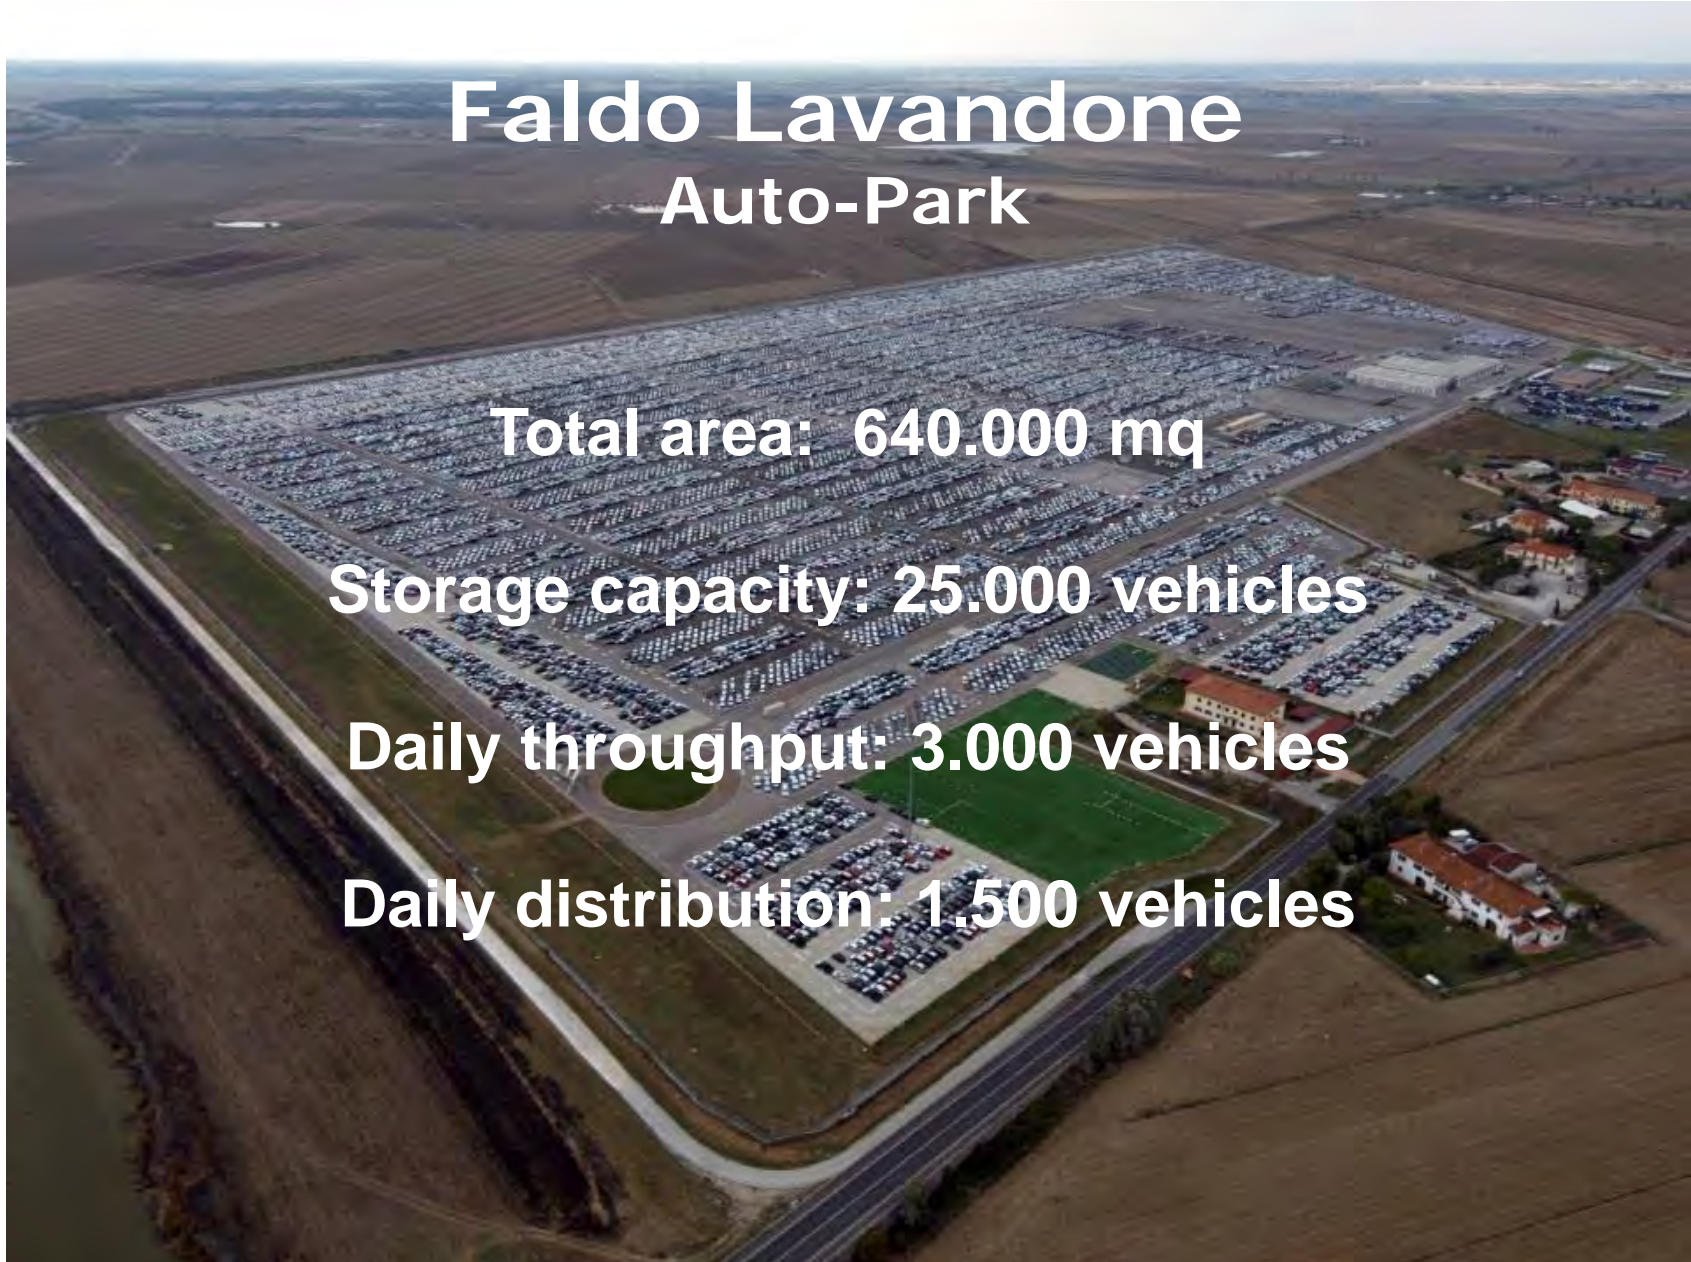 Faldo Lavandone
Auto-Park
Total area:  640.000 mq
Storage capacity: 25.000 vehicles
Daily throughput: 3.000 vehicles
Daily distribution: 1.500 vehicles